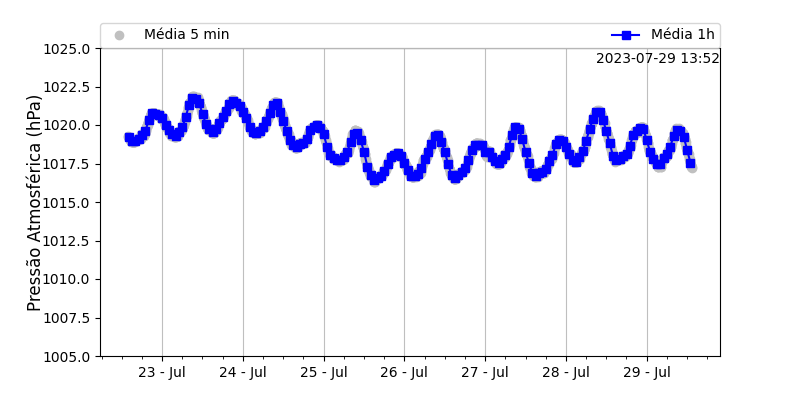 Média 5 min
Média 1h
2023-07-29 13:52
Pressão Atmosférica (hPa)
1025.0
1022.5
1020.0
1017.5
1015.0
1012.5
1010.0
1007.5
1005.0
23 - Jul
24 - Jul
25 - Jul
26 - Jul
27 - Jul
28 - Jul
29 - Jul